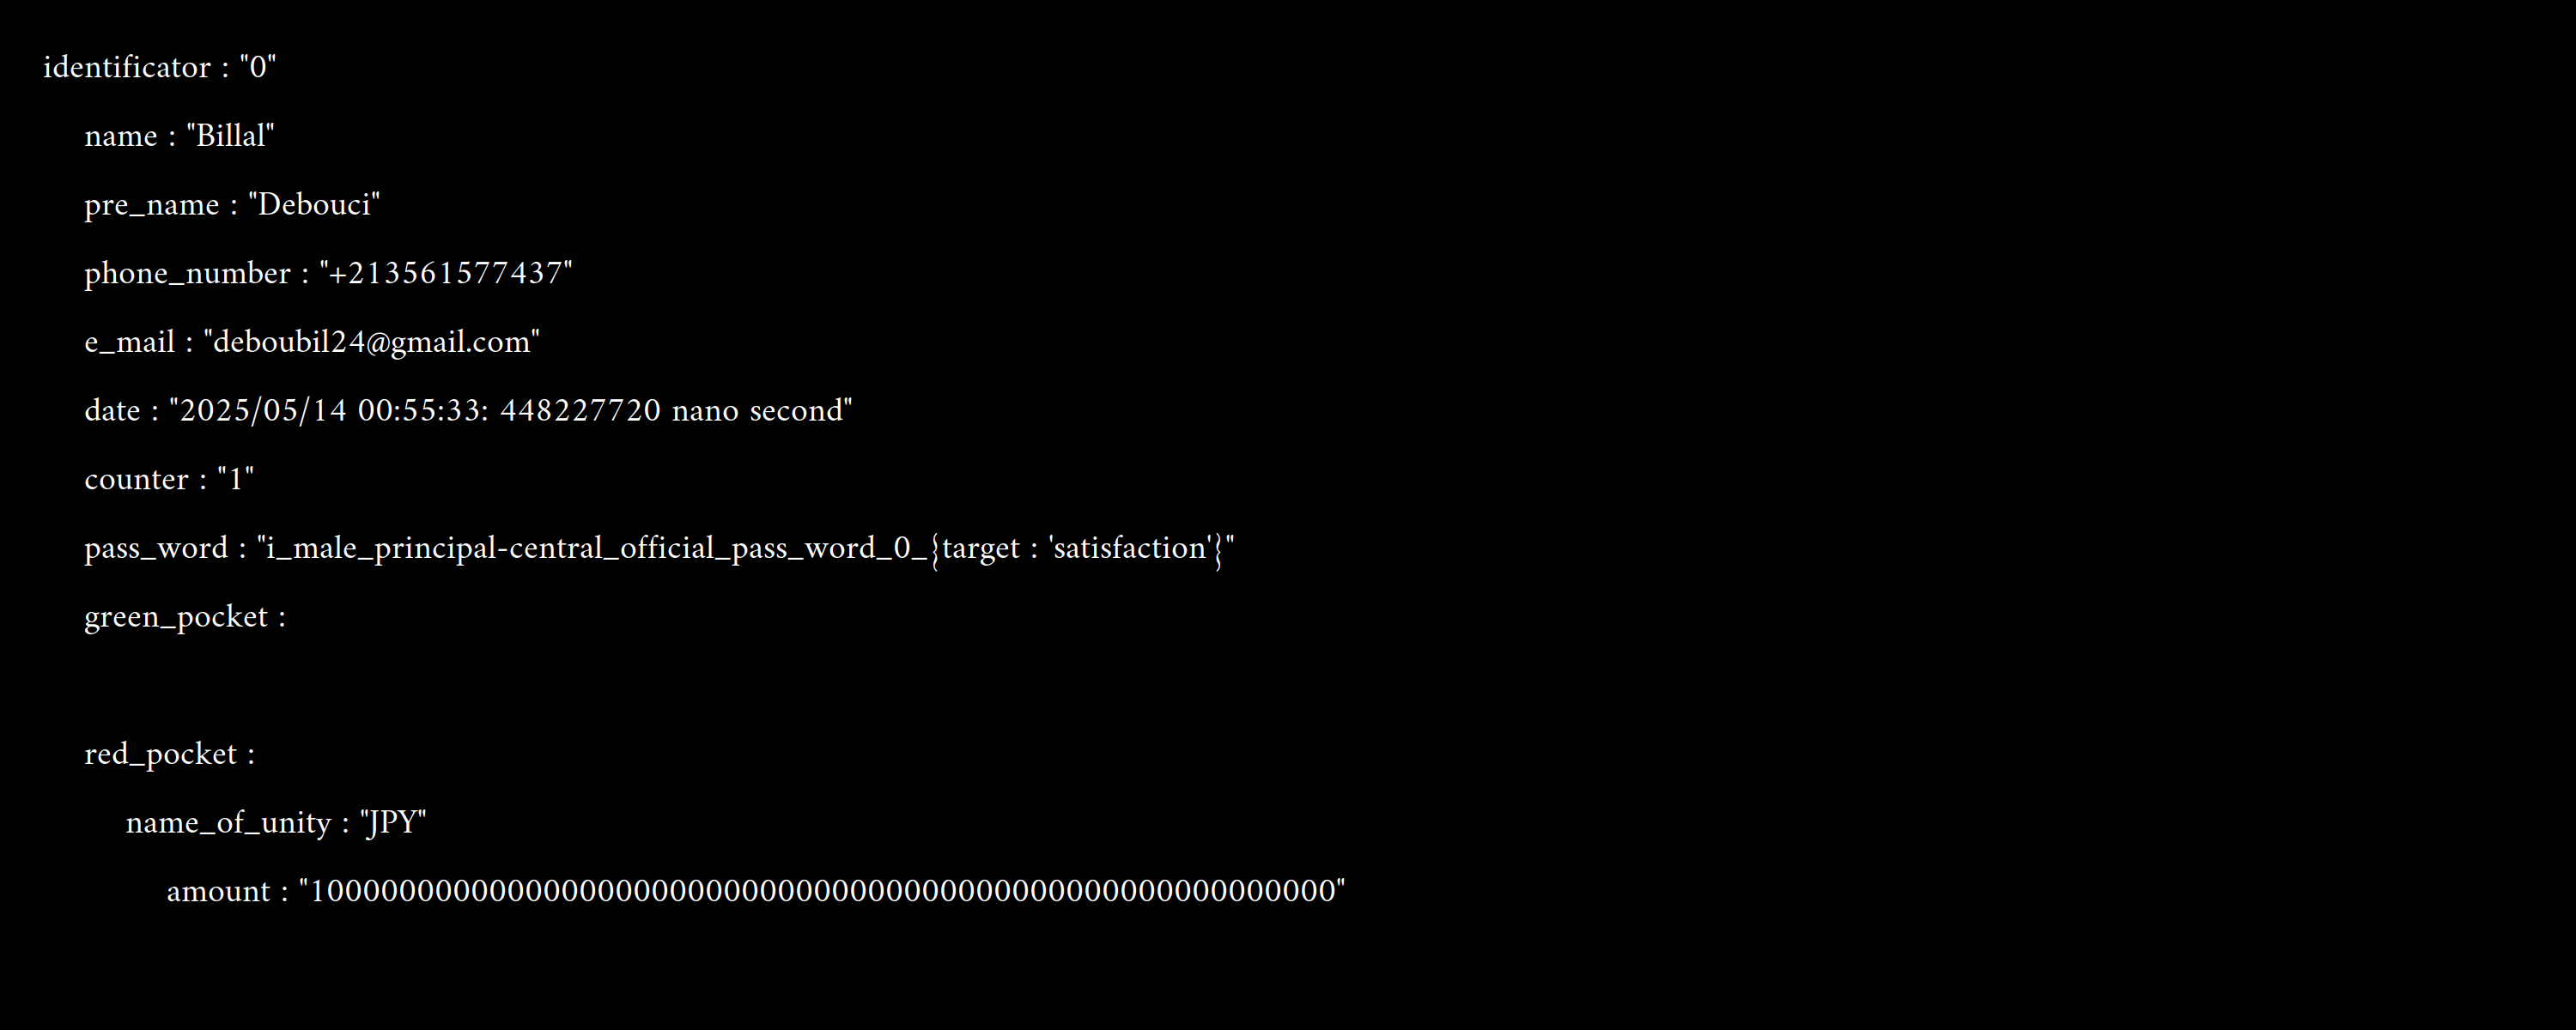 identificator : "0"
name : "Billal"
pre_name : "Debouci"
phone_number : "+213561577437"
e_mail : "deboubil24@gmail.com"
date : "2025/05/14 00:55:33: 448227720 nano second"
counter : "1"
pass_word : "i_male_principal-central_official_pass_word_0_{target : 'satisfaction'}"
green_pocket :
red_pocket :
name_of_unity : "JPY"
amount : "100000000000000000000000000000000000000000000000000000000"